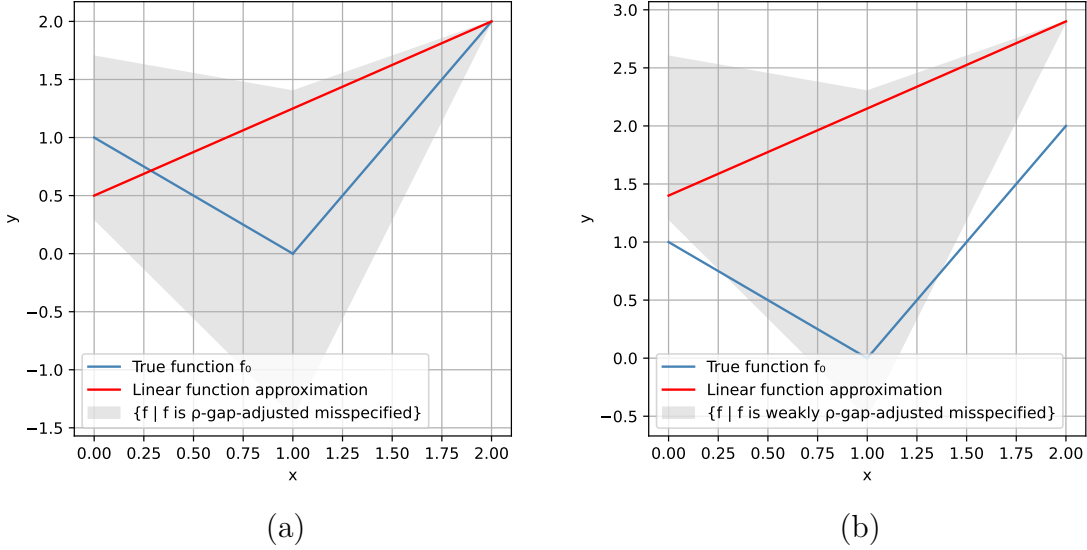 2.0
1.5
1.0
0.5
0.0
−0.5
−1.0
−1.5
y
0.00 0.25 0.50 0.75 1.00 1.25 1.50 1.75 2.00
x
True function f₀
Linear function approximation
{f | f is ρ-gap-adjusted misspecified}
(a)
3.0
2.5
2.0
1.5
1.0
0.5
0.0
−0.5
y
0.00 0.25 0.50 0.75 1.00 1.25 1.50 1.75 2.00
x
True function f₀
Linear function approximation
{f | f is weakly ρ-gap-adjusted misspecified}
(b)